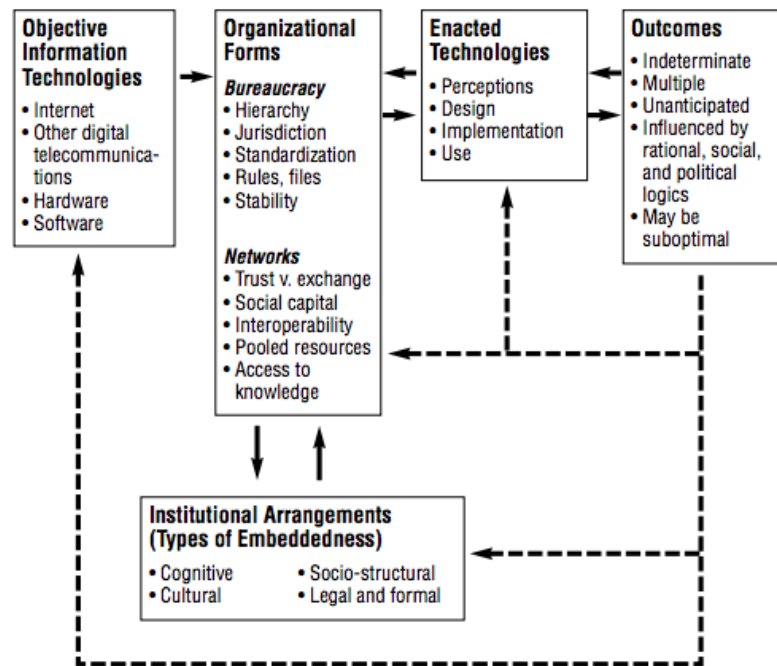 Objective
Information
Technologies
• Internet
• Other digital
telecommunica-
tions
• Hardware
• Software
Organizational
Forms
Bureaucracy
• Hierarchy
• Jurisdiction
• Standardization
• Rules, files
• Stability
Networks
• Trust v. exchange
• Social capital
• Interoperability
• Pooled resources
• Access to
knowledge
Enacted
Technologies
• Perceptions
• Design
• Implementation
• Use
Outcomes
• Indeterminate
• Multiple
• Unanticipated
• Influenced by
rational, social,
and political
logics
• May be
suboptimal
Institutional Arrangements
(Types of Embeddedness)
• Cognitive • Socio-structural
• Cultural • Legal and formal